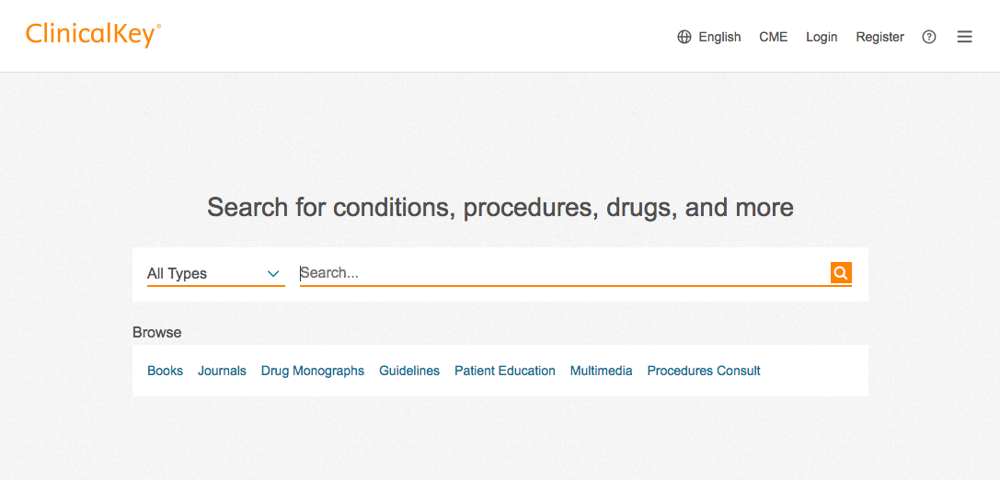 ClinicalKey®
English CME Login Register ?
Search for conditions, procedures, drugs, and more
All Types Search...
Browse
Books Journals Drug Monographs Guidelines Patient Education Multimedia Procedures Consult